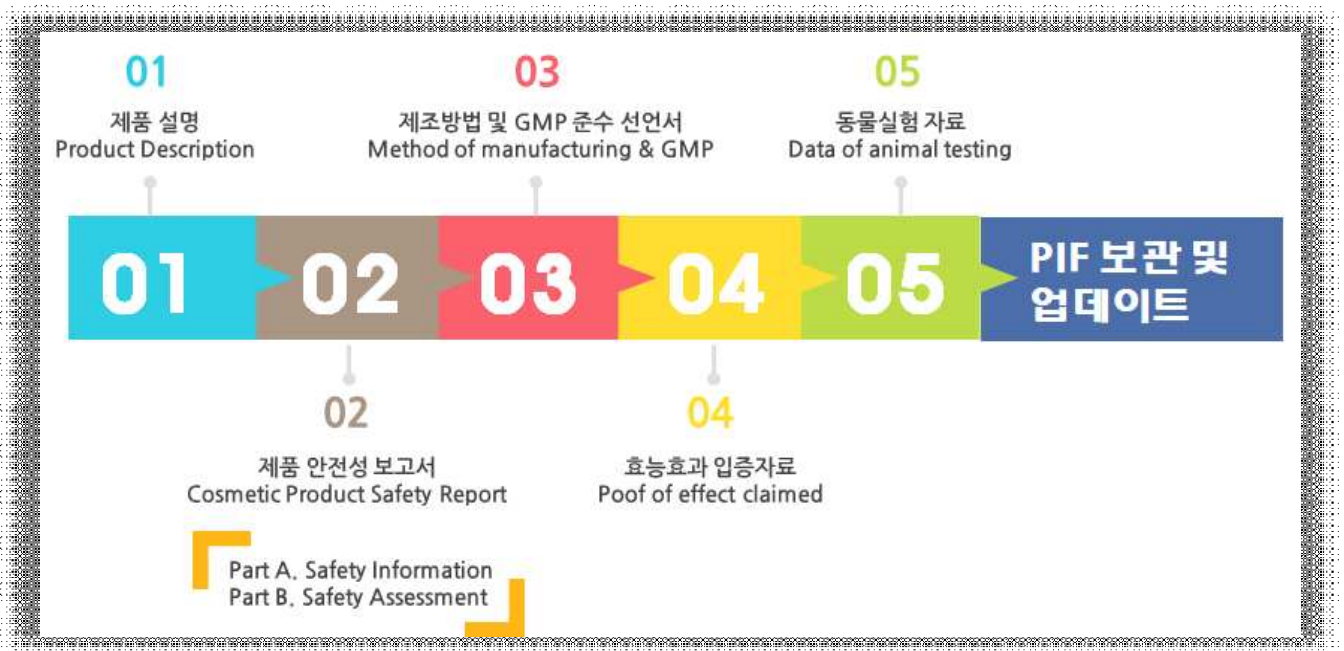 01
제품 설명
Product Description
03
제조방법 및 GMP 준수 선언서
Method of manufacturing & GMP
05
동물실험 자료
Data of animal testing
01
02
03
04
05
PIF 보관 및
업데이트
02
제품 안전성 보고서
Cosmetic Product Safety Report
Part A. Safety Information
Part B. Safety Assessment
04
효능효과 입증자료
Poof of effect claimed